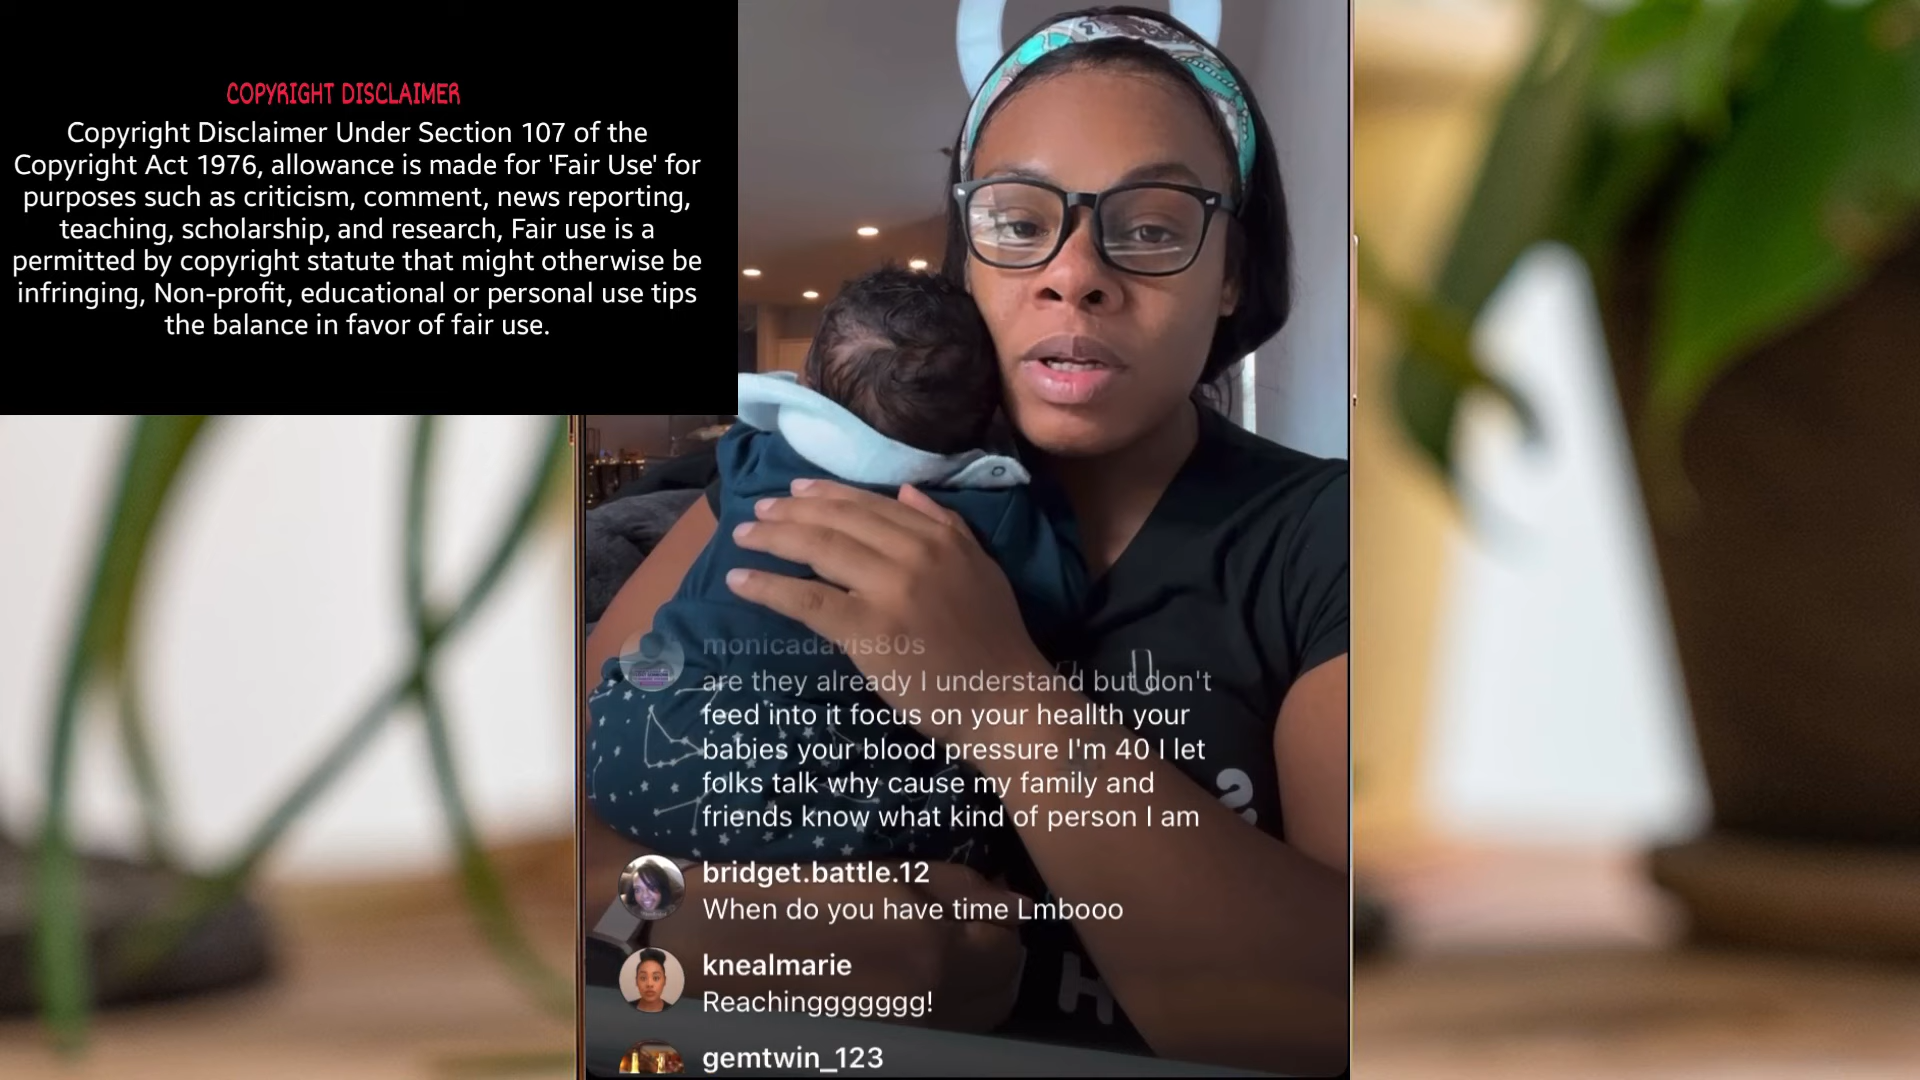 COPYRIGHT DISCLAIMER
Copyright Disclaimer Under Section 107 of the
Copyright Act 1976, allowance is made for 'Fair Use' for
purposes such as criticism, comment, news reporting,
teaching, scholarship, and research, Fair use is a
permitted by copyright statute that might otherwise be
infringing, Non-profit, educational or personal use tips
the balance in favor of fair use.
monicadavis80s
are they already I understand but don't
feed into it focus on your heallth your
babies your blood pressure I'm 40 I let
folks talk why cause my family and
friends know what kind of person I am
bridget.battle.12
When do you have time Lmbooo
knealmarie
Reachinggggggg!
gemtwin_123